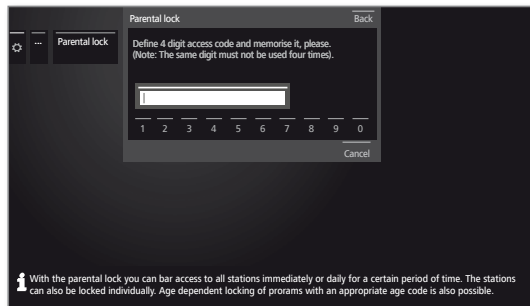 Parental lock
Back
...
Parental lock
Define 4 digit access code and memorise it, please.
(Note: The same digit must not be used four times).
1 2 3 4 5 6 7 8 9 0
Cancel
With the parental lock you can bar access to all stations immediately or daily for a certain period of time. The stations
can also be locked individually. Age dependent locking of prorams with an appropriate age code is also possible.